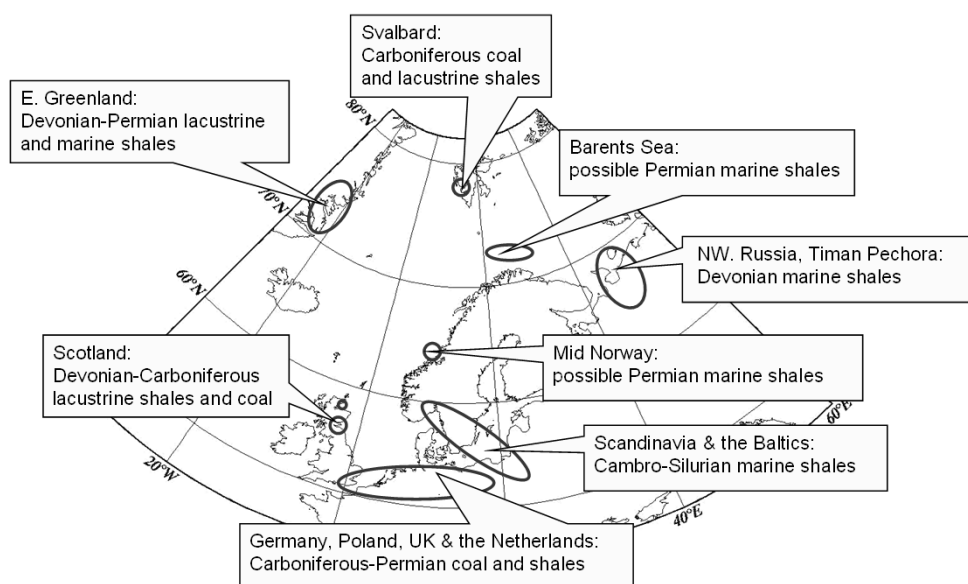 Svalbard:
Carboniferous coal
and lacustrine shales
E. Greenland:
Devonian-Permian lacustrine
and marine shales
80°N
Barents Sea:
possible Permian marine shales
70°N
NW. Russia, Timan Pechora:
Devonian marine shales
60°N
Scotland:
Devonian-Carboniferous
lacustrine shales and coal
Mid Norway:
possible Permian marine shales
60°E
Scandinavia & the Baltics:
Cambro-Silurian marine shales
20°W
40°E
Germany, Poland, UK & the Netherlands:
Carboniferous-Permian coal and shales